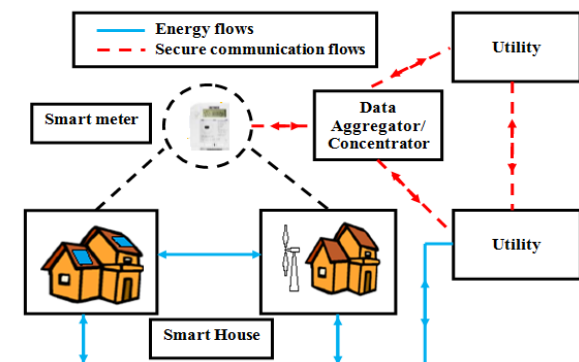 Energy flows
Secure communication flows
Utility
Smart meter
Data
Aggregator/
Concentrator
Utility
Smart House